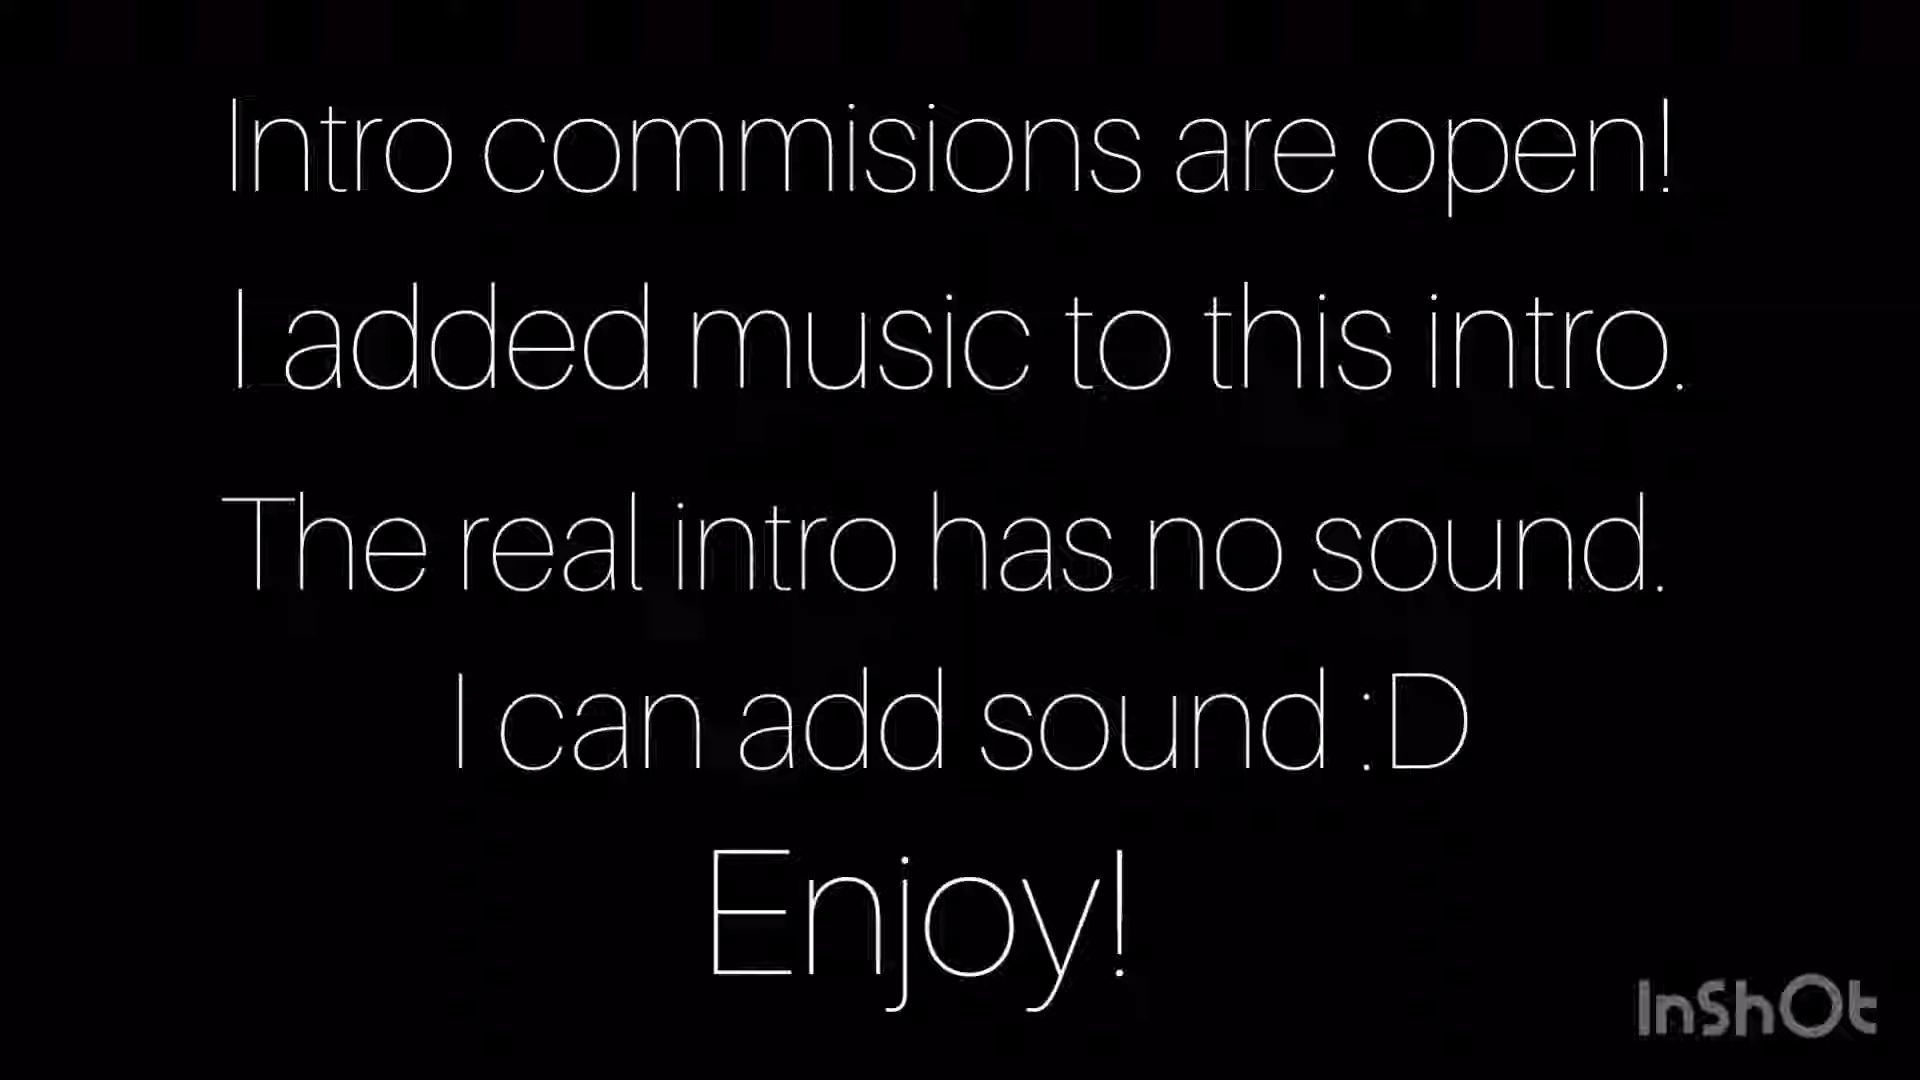 Intro commisions are open!
I added music to this intro.
The real intro has no sound.
I can add sound :D
Enjoy!
InShOt